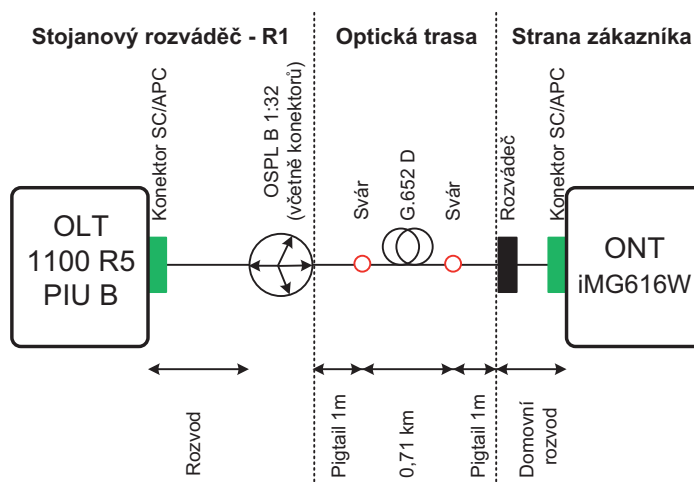 Stojanový rozváděč - R1
Optická trasa
Strana zákazníka
Konektor SC/APC
OSPL B 1:32
(včetně konektorů)
Svár
G.652 D
Svár
Rozvádeč
Konektor SC/APC
OLT
1100 R5
PIU B
ONT
iMG616W
Rozvod
Pigtail 1m
0,71 km
Pigtail 1m
Domovní
rozvod